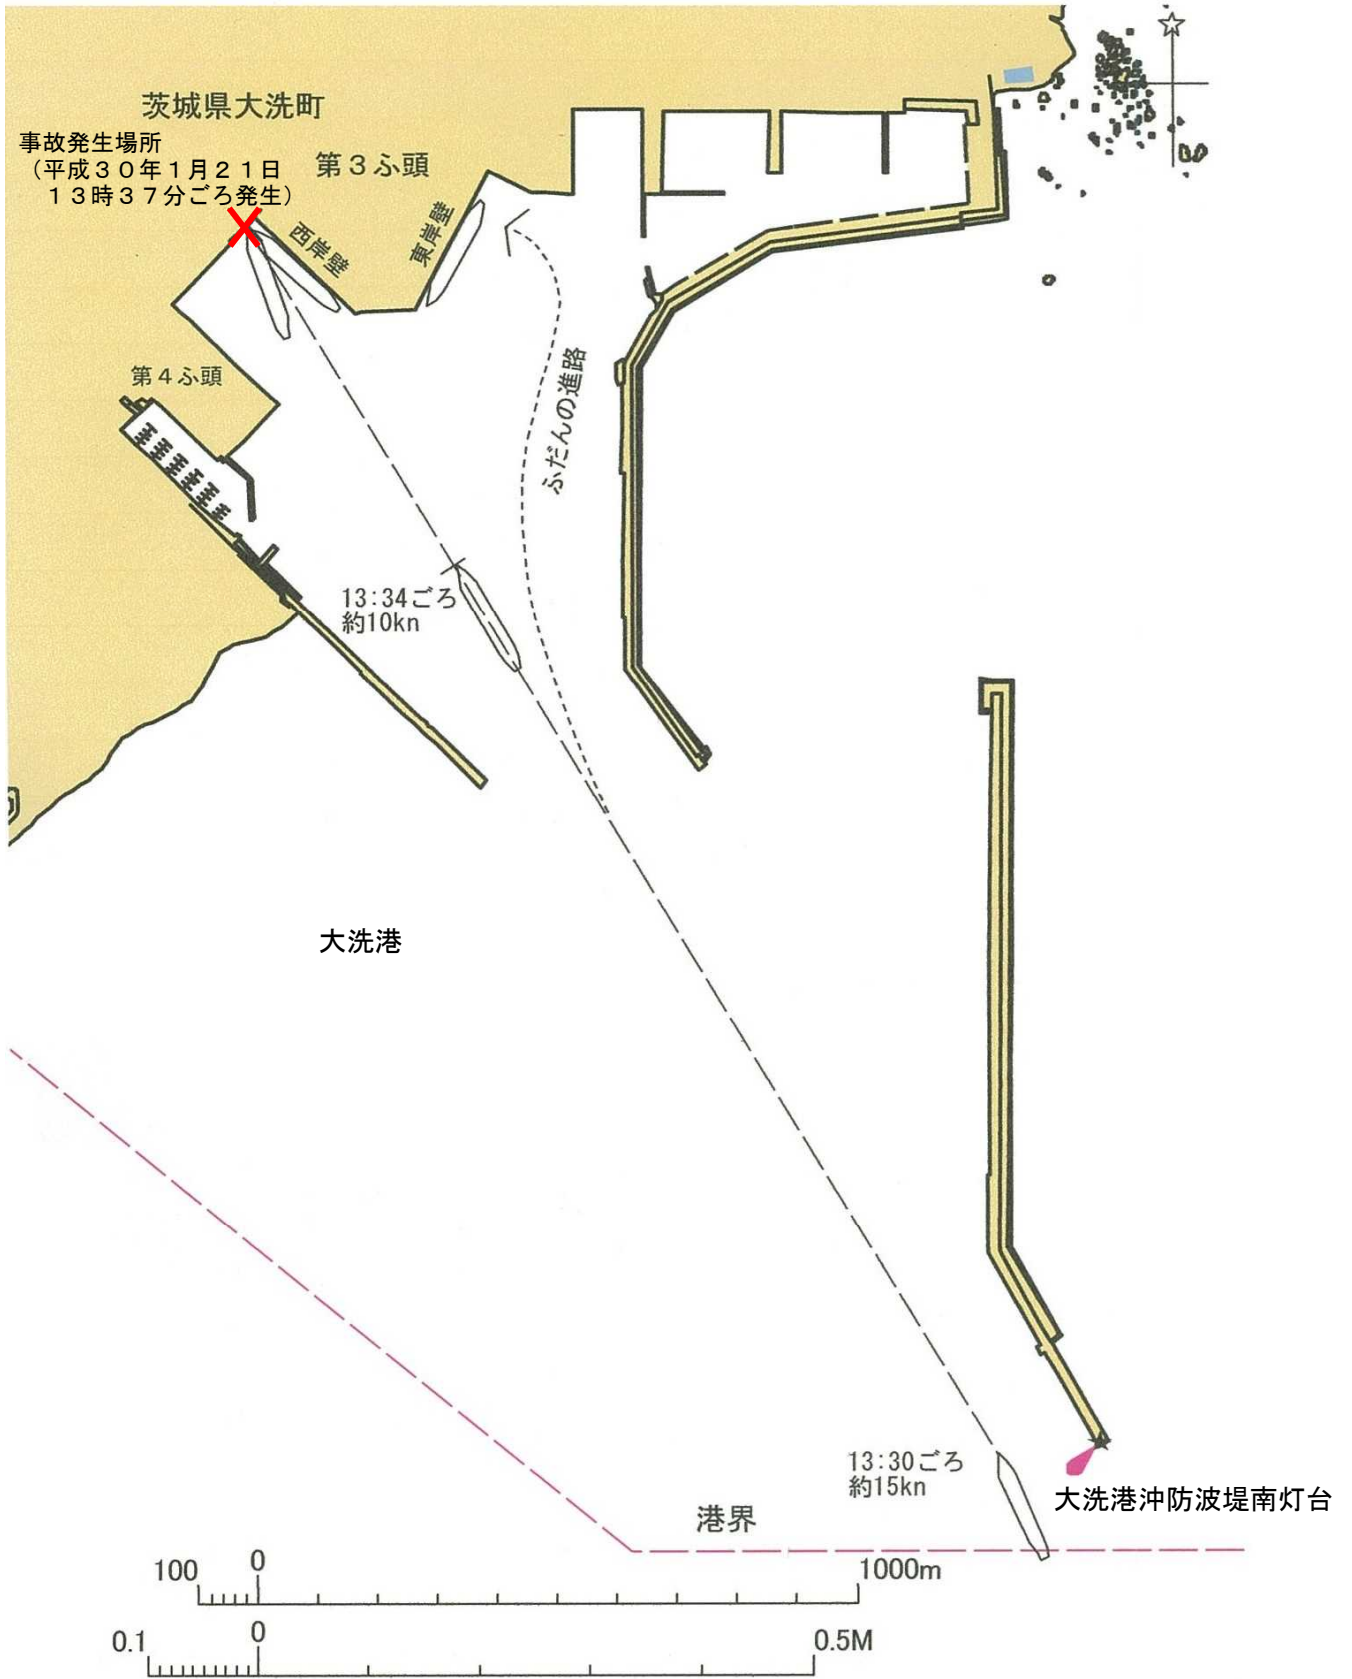 茨城県大洗町
事故発生場所
（平成３０年１月２１日
１３時３７分ごろ発生）
第３ふ頭
西岸壁
東岸壁
第４ふ頭
ふだんの進路
13:34ごろ
約10kn
大洗港
13:30ごろ
約15kn
大洗港沖防波堤南灯台
港界
100
0
1000m
0.1
0
0.5M